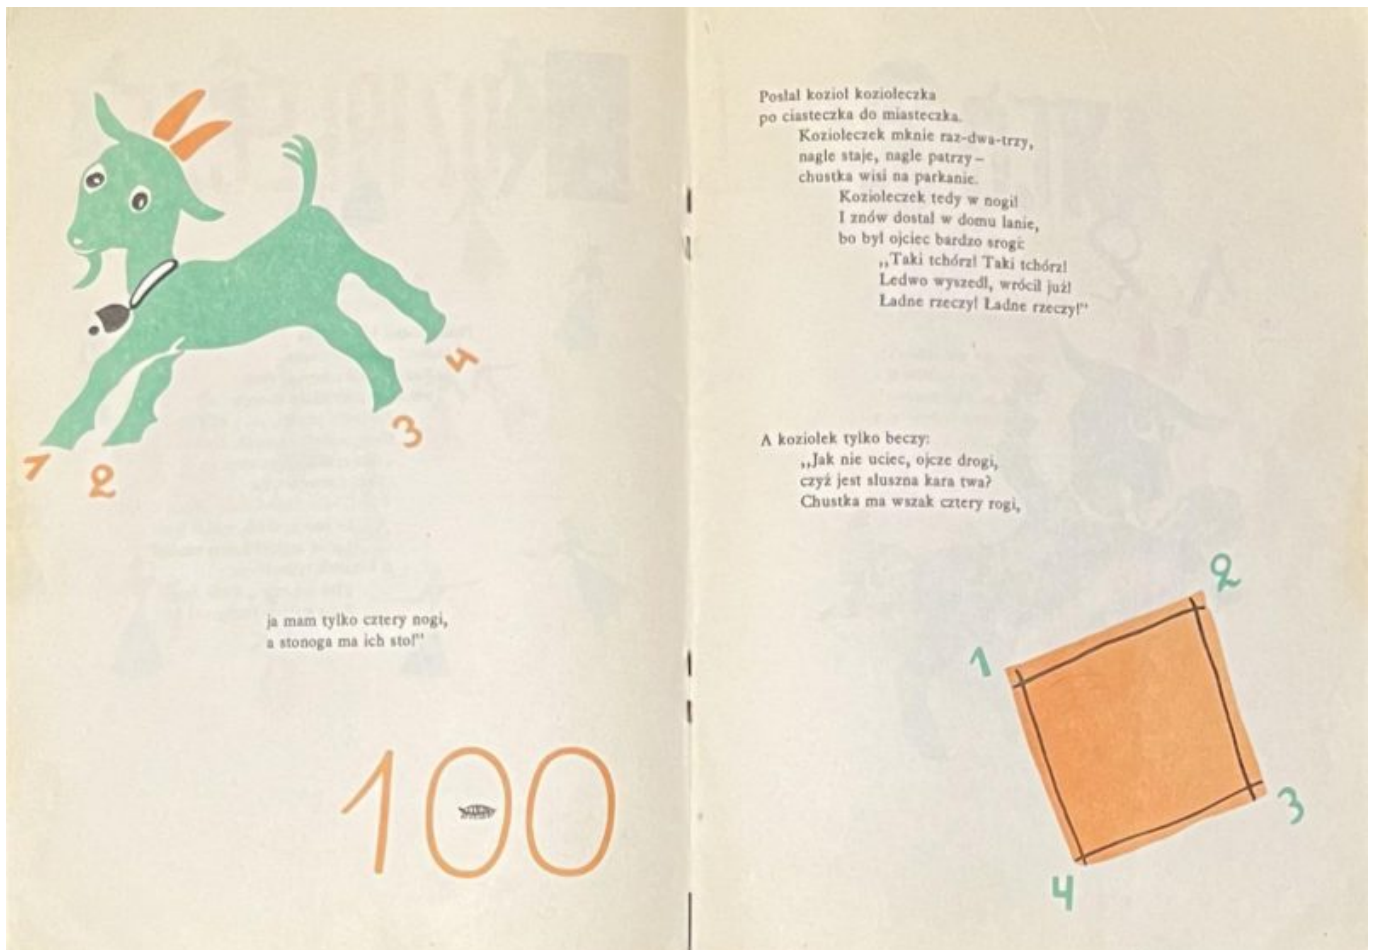 1
2
3
4
ja mam tylko cztery nogi,
a stonoga ma ich sto!"
100
Posłał kozioł koziołeczka
po ciasteczka do miasteczka.
Koziołeczek mknie raz-dwa-trzy,
nagle staje, nagle patrzy –
chustka wisi na parkanie.
Koziołeczek tedy w nogi!
I znów dostał w domu lanie,
bo był ojciec bardzo srogi:
„Taki tchórz! Taki tchórz!
Ledwo wyszedł, wrócił już!
Ładne rzeczy! Ładne rzeczy!"
A koziołek tylko beczy:
„Jak nie uciec, ojcze drogi,
czyż jest słuszna kara twa?
Chustka ma wszak cztery rogi,
1
2
3
4